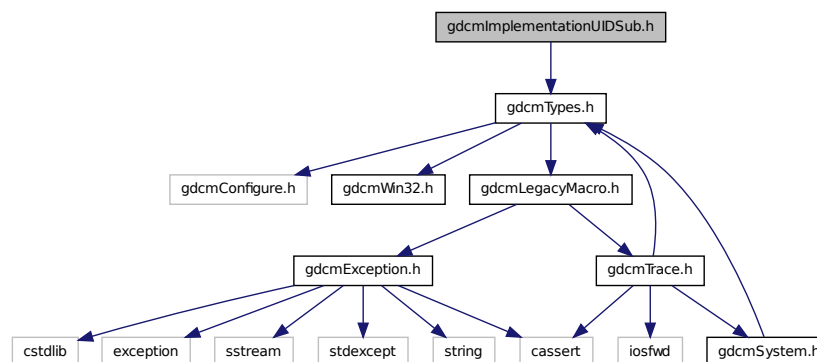 gdcmImplementationUIDSub.h
gdcmTypes.h
gdcmConfigure.h
gdcmWin32.h
gdcmLegacyMacro.h
gdcmException.h
gdcmTrace.h
cstdlib
exception
sstream
stdexcept
string
cassert
iosfwd
gdcmSystem.h